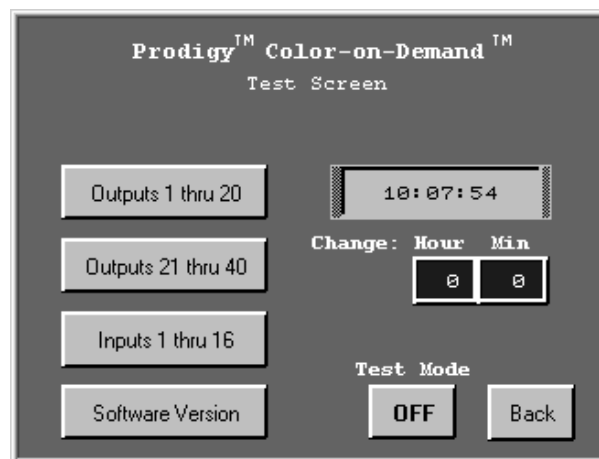 Prodigy™ Color-on-Demand™
Test Screen
Outputs 1 thru 20
10:07:54
Change: Hour Min
Outputs 21 thru 40
0 0
Inputs 1 thru 16
Test Mode
Software Version
OFF
Back